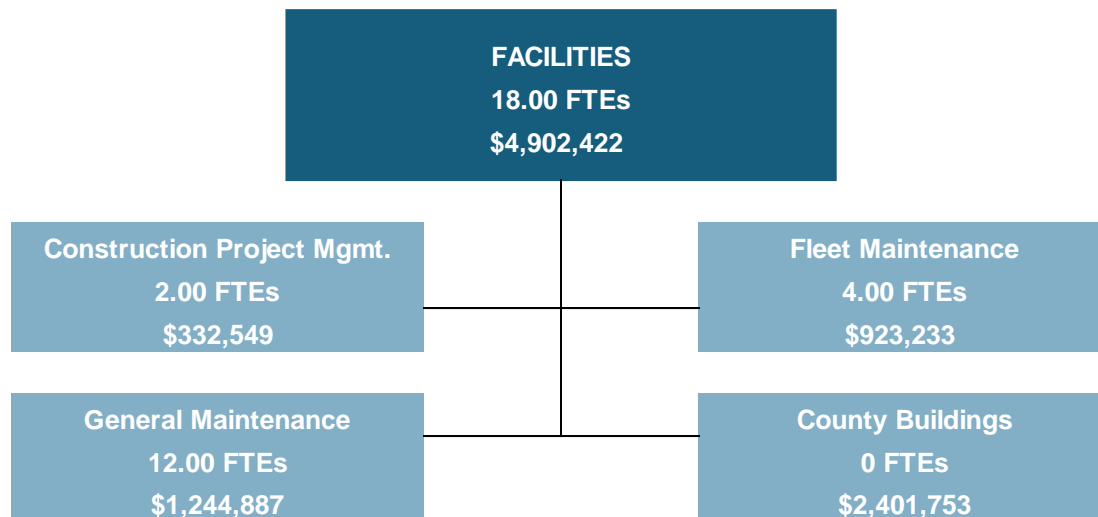 FACILITIES
18.00 FTEs
$4,902,422
Construction Project Mgmt.
2.00 FTEs
$332,549
Fleet Maintenance
4.00 FTEs
$923,233
General Maintenance
12.00 FTEs
$1,244,887
County Buildings
0 FTEs
$2,401,753